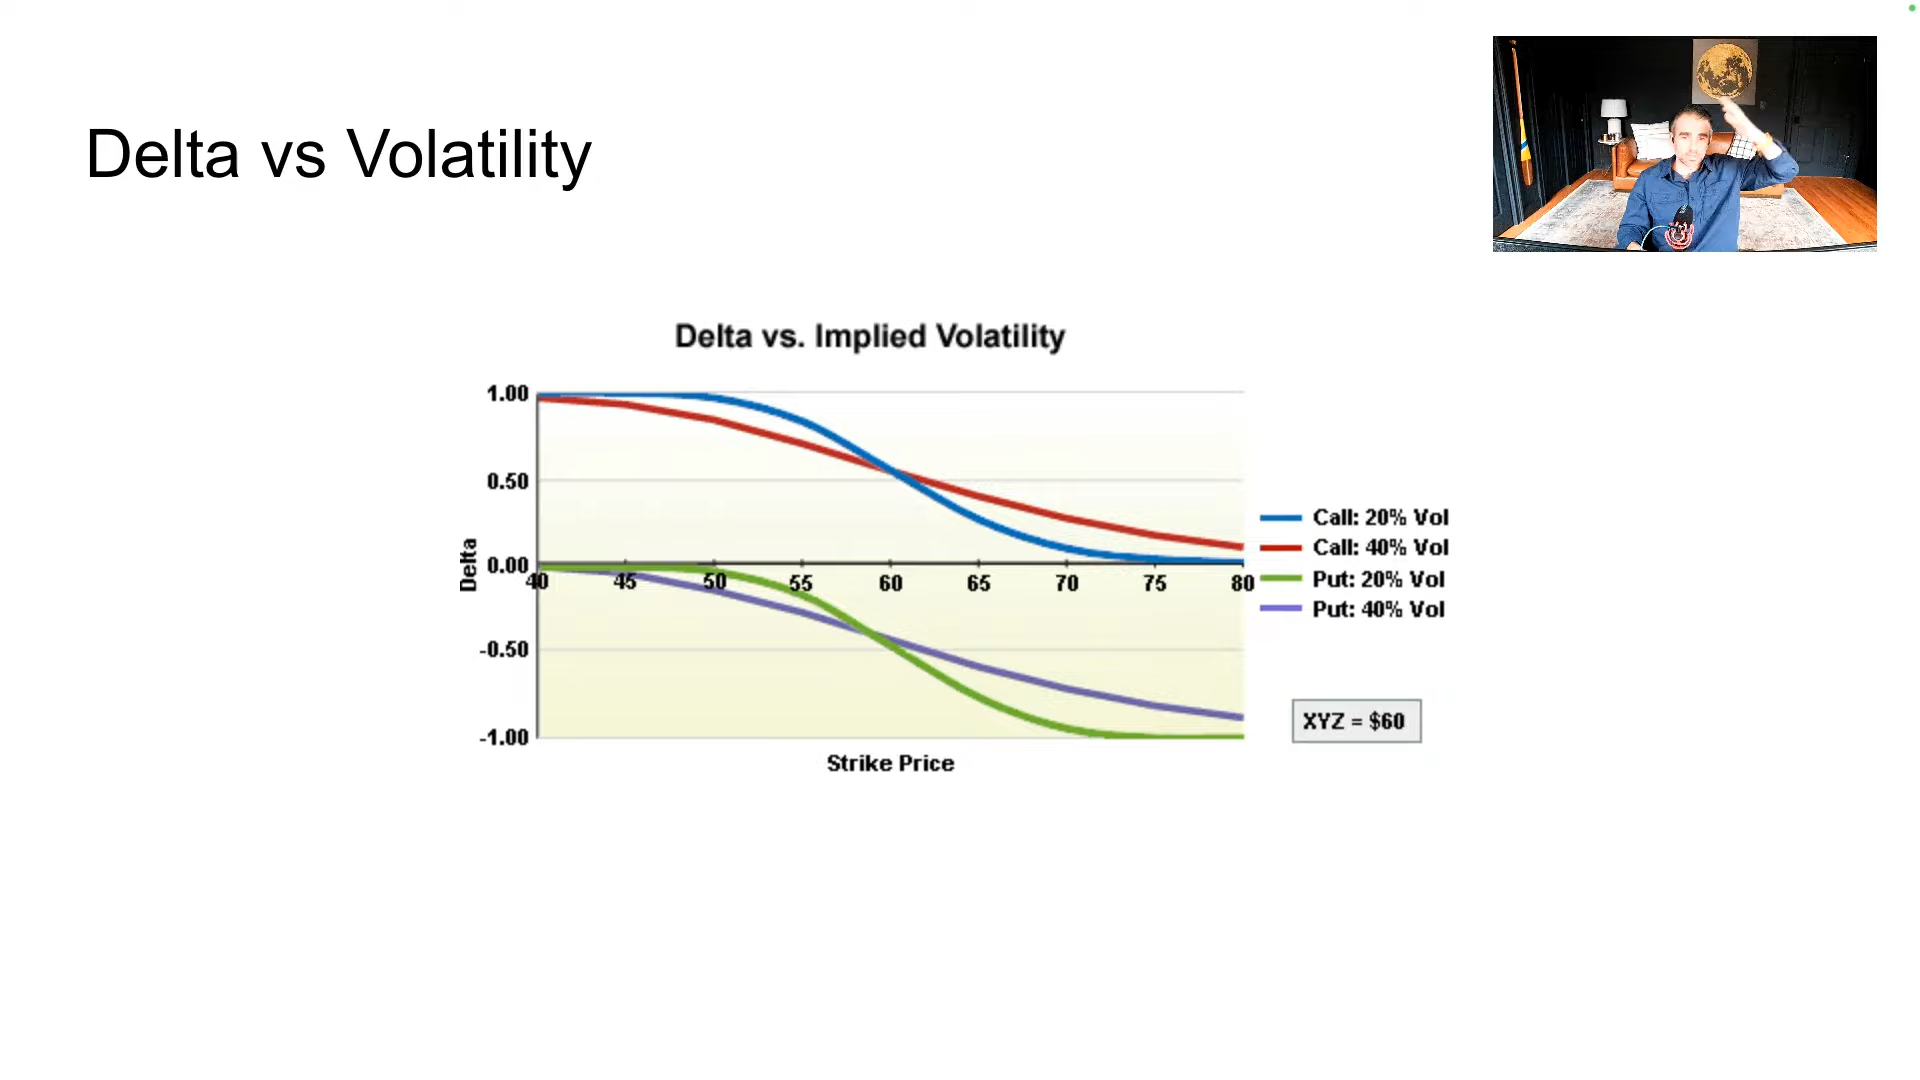 Delta vs Volatility
Delta vs. Implied Volatility
1.00
0.50
0.00
-0.50
-1.00
Delta
40 45 50 55 60 65 70 75 80
Strike Price
Call: 20% Vol
Call: 40% Vol
Put: 20% Vol
Put: 40% Vol
XYZ = $60